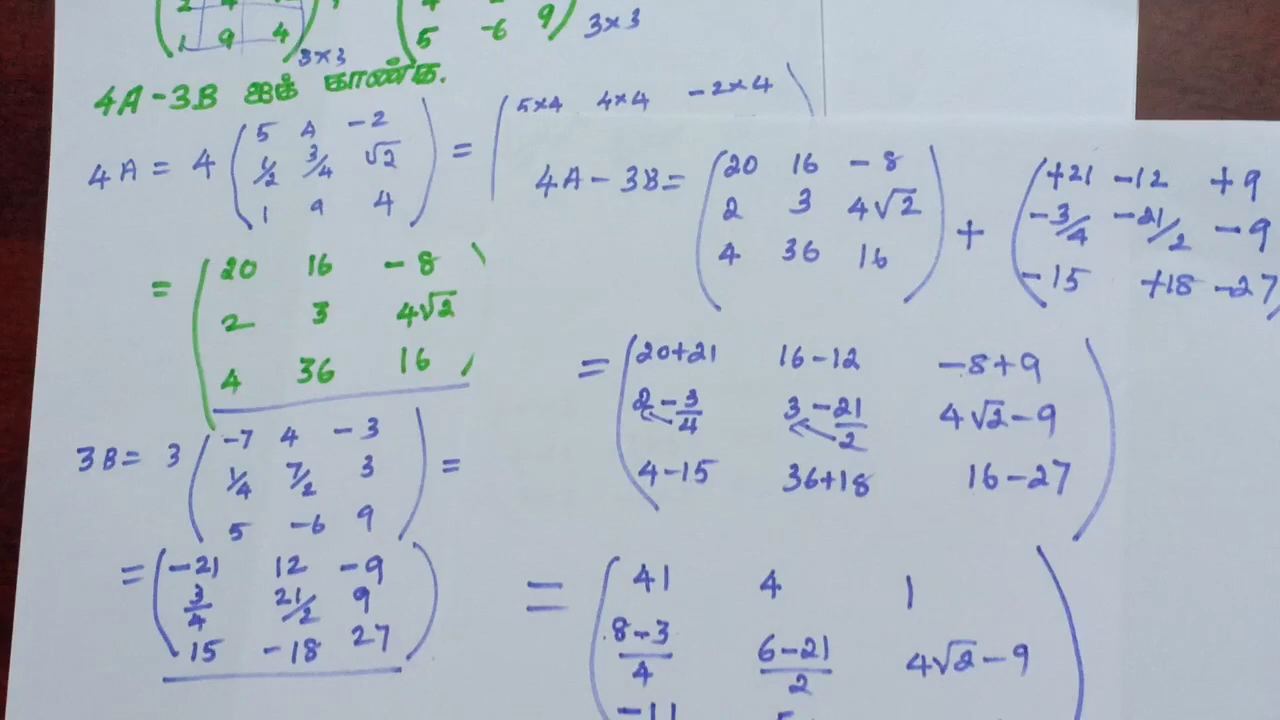 1 9 4 3×3 5 -6 9 3×3
4A-3B ஐக் காண்க.
4A = 4 ( 5 4 -2 ) = ( 5×4 4×4 -2×4 )
1/2 3/4 √2
1 9 4
= ( 20 16 -8 )
2 3 4√2
4 36 16
3B = 3 ( -7 4 -3 ) =
1/4 7/2 3
5 -6 9
= ( -21 12 -9 )
3/4 21/2 9
15 -18 27
4A-3B = ( 20 16 -8 ) + ( +21 -12 +9
2 3 4√2 -3/4 -21/2 -9
4 36 16 -15 +18 -27 )
= ( 20+21 16-12 -8+9 )
2-3/4 3-21/2 4√2-9
4-15 36+18 16-27
= ( 41 4 1 )
8-3/4 6-21/2 4√2-9
-11